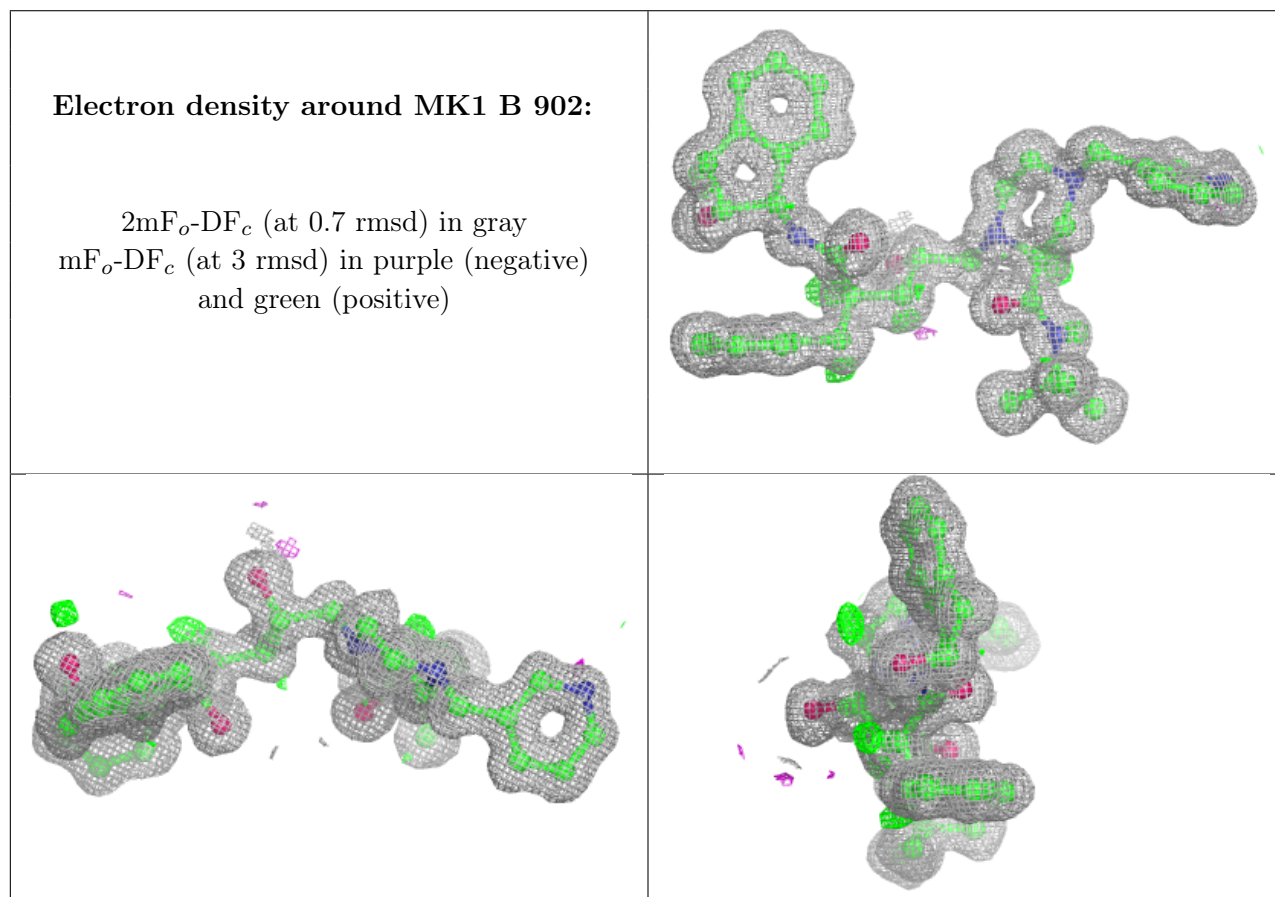 Electron density around MK1 B 902:
2mFₒ-DF𝒸 (at 0.7 rmsd) in gray
mFₒ-DF𝒸 (at 3 rmsd) in purple (negative)
and green (positive)